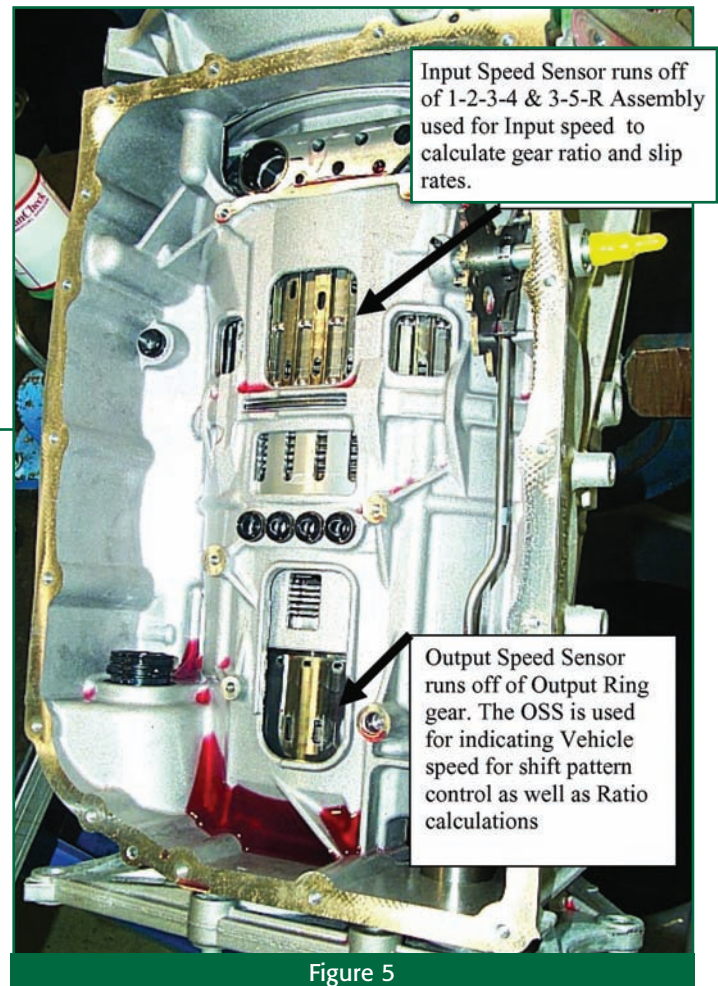 Input Speed Sensor runs off
of 1-2-3-4 & 3-5-R Assembly
used for Input speed to
calculate gear ratio and slip
rates.
Output Speed Sensor
runs off of Output Ring
gear. The OSS is used
for indicating Vehicle
speed for shift pattern
control as well as Ratio
calculations
Figure 5